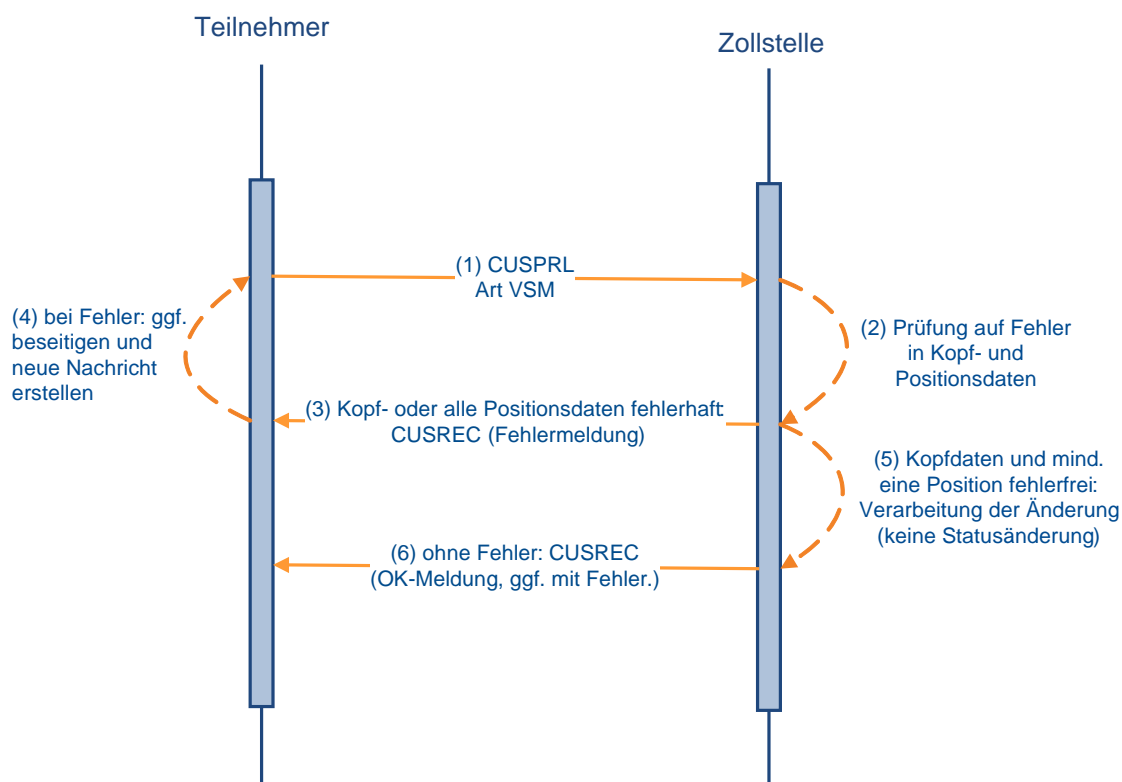 Teilnehmer
Zollstelle
(1) CUSPRL
Art VSM
(4) bei Fehler: ggf.
beseitigen und
neue Nachricht
erstellen
(2) Prüfung auf Fehler
in Kopf- und
Positionsdaten
(3) Kopf- oder alle Positionsdaten fehlerhaft:
CUSREC (Fehlermeldung)
(5) Kopfdaten und mind.
eine Position fehlerfrei:
Verarbeitung der Änderung
(keine Statusänderung)
(6) ohne Fehler: CUSREC
(OK-Meldung, ggf. mit Fehler.)